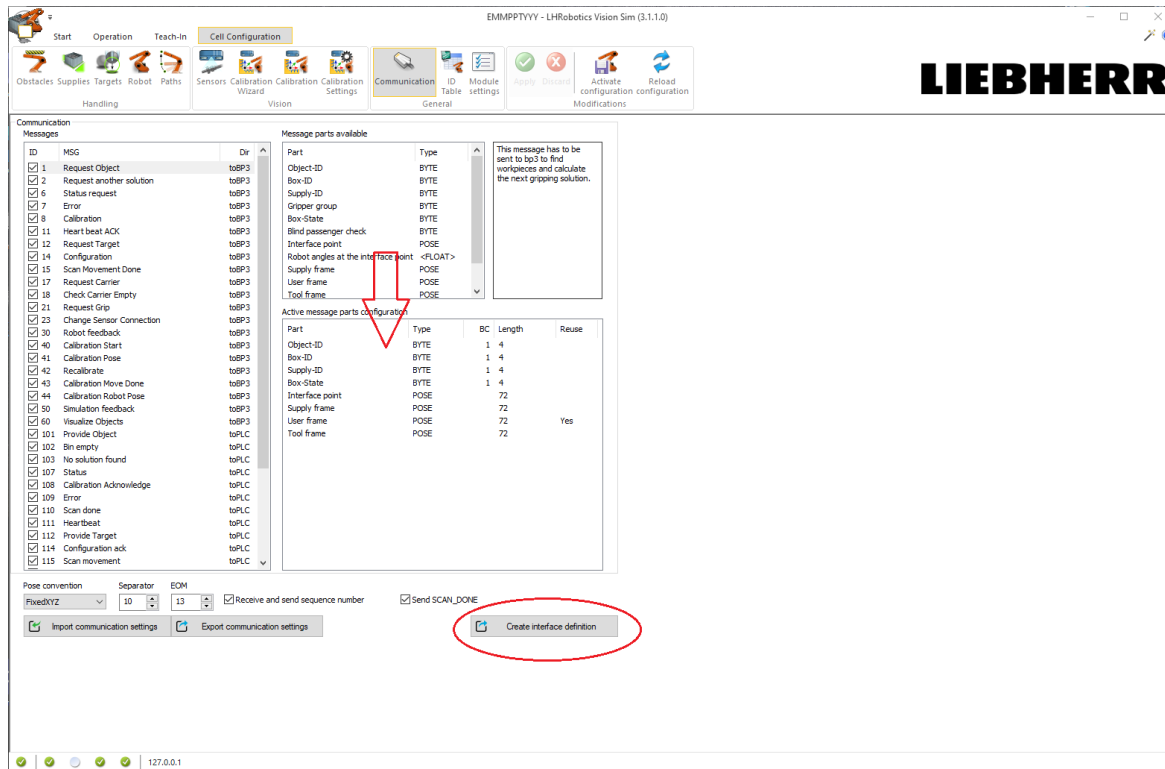 EMMPPTYYY - LHRobotics Vision Sim (3.1.1.0)
Start Operation Teach-In Cell Configuration
Obstacles Supplies Targets Robot Paths Sensors Calibration Wizard Calibration Calibration Settings Communication ID Table Module settings Apply Discard Activate configuration Reload configuration
Handling Vision General Modifications
LIEBHERR
Communication
Messages
ID MSG Dir
1 Request Object toBP3
2 Request another solution toBP3
6 Status request toBP3
7 Error toBP3
8 Calibration toBP3
11 Heart beat ACK toBP3
12 Request Target toBP3
14 Configuration toBP3
15 Scan Movement Done toBP3
17 Request Carrier toBP3
18 Check Carrier Empty toBP3
21 Request Grip toBP3
23 Change Sensor Connection toBP3
30 Robot feedback toBP3
40 Calibration Start toBP3
41 Calibration Pose toBP3
42 Recalibrate toBP3
43 Calibration Move Done toBP3
44 Calibration Robot Pose toBP3
50 Simulation feedback toBP3
60 Visualize Objects toBP3
101 Provide Object toPLC
102 Bin empty toPLC
103 No solution found toPLC
107 Status toPLC
108 Calibration Acknowledge toPLC
109 Error toPLC
110 Scan done toPLC
111 Heartbeat toPLC
112 Provide Target toPLC
114 Configuration ack toPLC
115 Scan movement toPLC
Message parts available
Part Type
Object-ID BYTE
Box-ID BYTE
Supply-ID BYTE
Gripper group BYTE
Box-State BYTE
Blind passenger check BYTE
Interface point POSE
Robot angles at the interface point <FLOAT>
Supply frame POSE
User frame POSE
Tool frame POSE
This message has to be
sent to bp3 to find
workpieces and calculate
the next gripping solution.
Active message parts configuration
Part Type BC Length Reuse
Object-ID BYTE 1 4
Box-ID BYTE 1 4
Supply-ID BYTE 1 4
Box-State BYTE 1 4
Interface point POSE 72
Supply frame POSE 72
User frame POSE 72 Yes
Tool frame POSE 72
Pose convention Separator EOM
FixedXYZ 10 13 Receive and send sequence number Send SCAN_DONE
Import communication settings Export communication settings Create interface definition
127.0.0.1